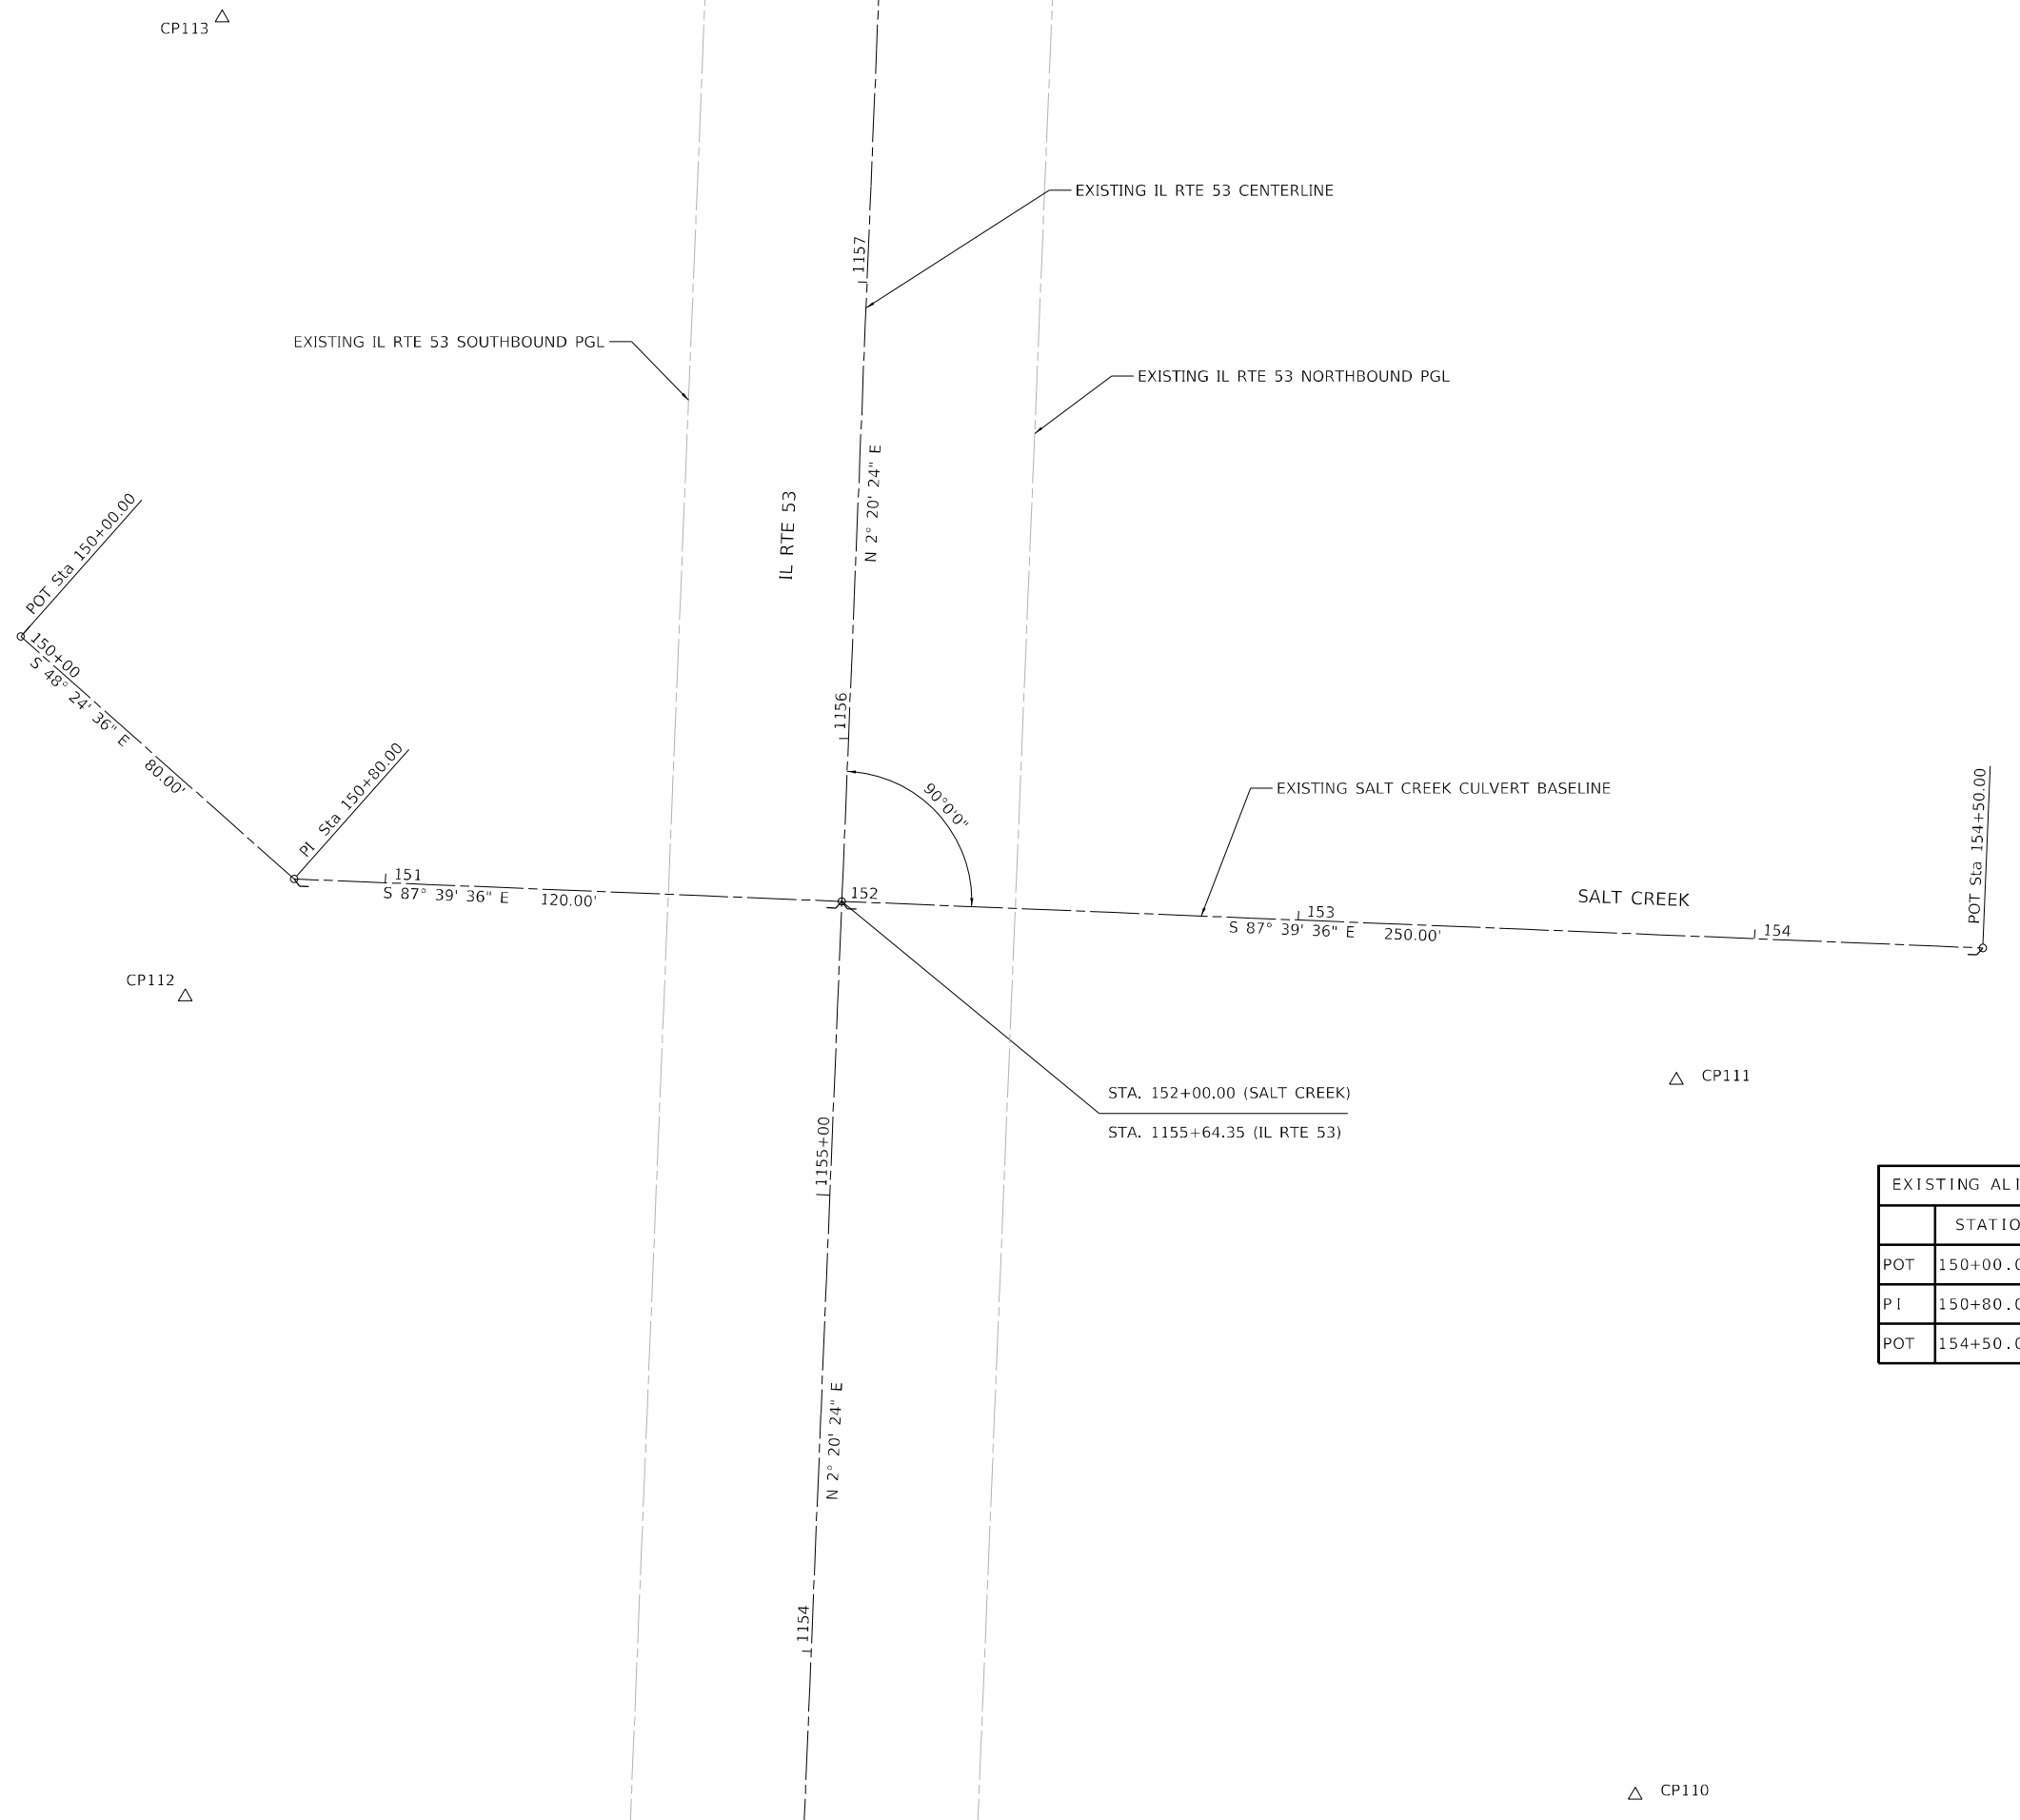 CP113
EXISTING IL RTE 53 CENTERLINE
1157
EXISTING IL RTE 53 SOUTHBOUND PGL
EXISTING IL RTE 53 NORTHBOUND PGL
N 2° 20' 24" E
IL RTE 53
POT Sta 150+00.00
150+00
S 48° 24' 36" E 80.00'
1156
PI Sta 150+80.00
90°0'0"
EXISTING SALT CREEK CULVERT BASELINE
POT Sta 154+50.00
151
S 87° 39' 36" E 120.00'
152
SALT CREEK
153
S 87° 39' 36" E 250.00'
154
CP112
CP111
STA. 152+00.00 (SALT CREEK)
STA. 1155+64.35 (IL RTE 53)
1155+00
EXISTING ALI
STATIO
POT 150+00.0
PI 150+80.0
POT 154+50.0
N 2° 20' 24" E
1154
CP110